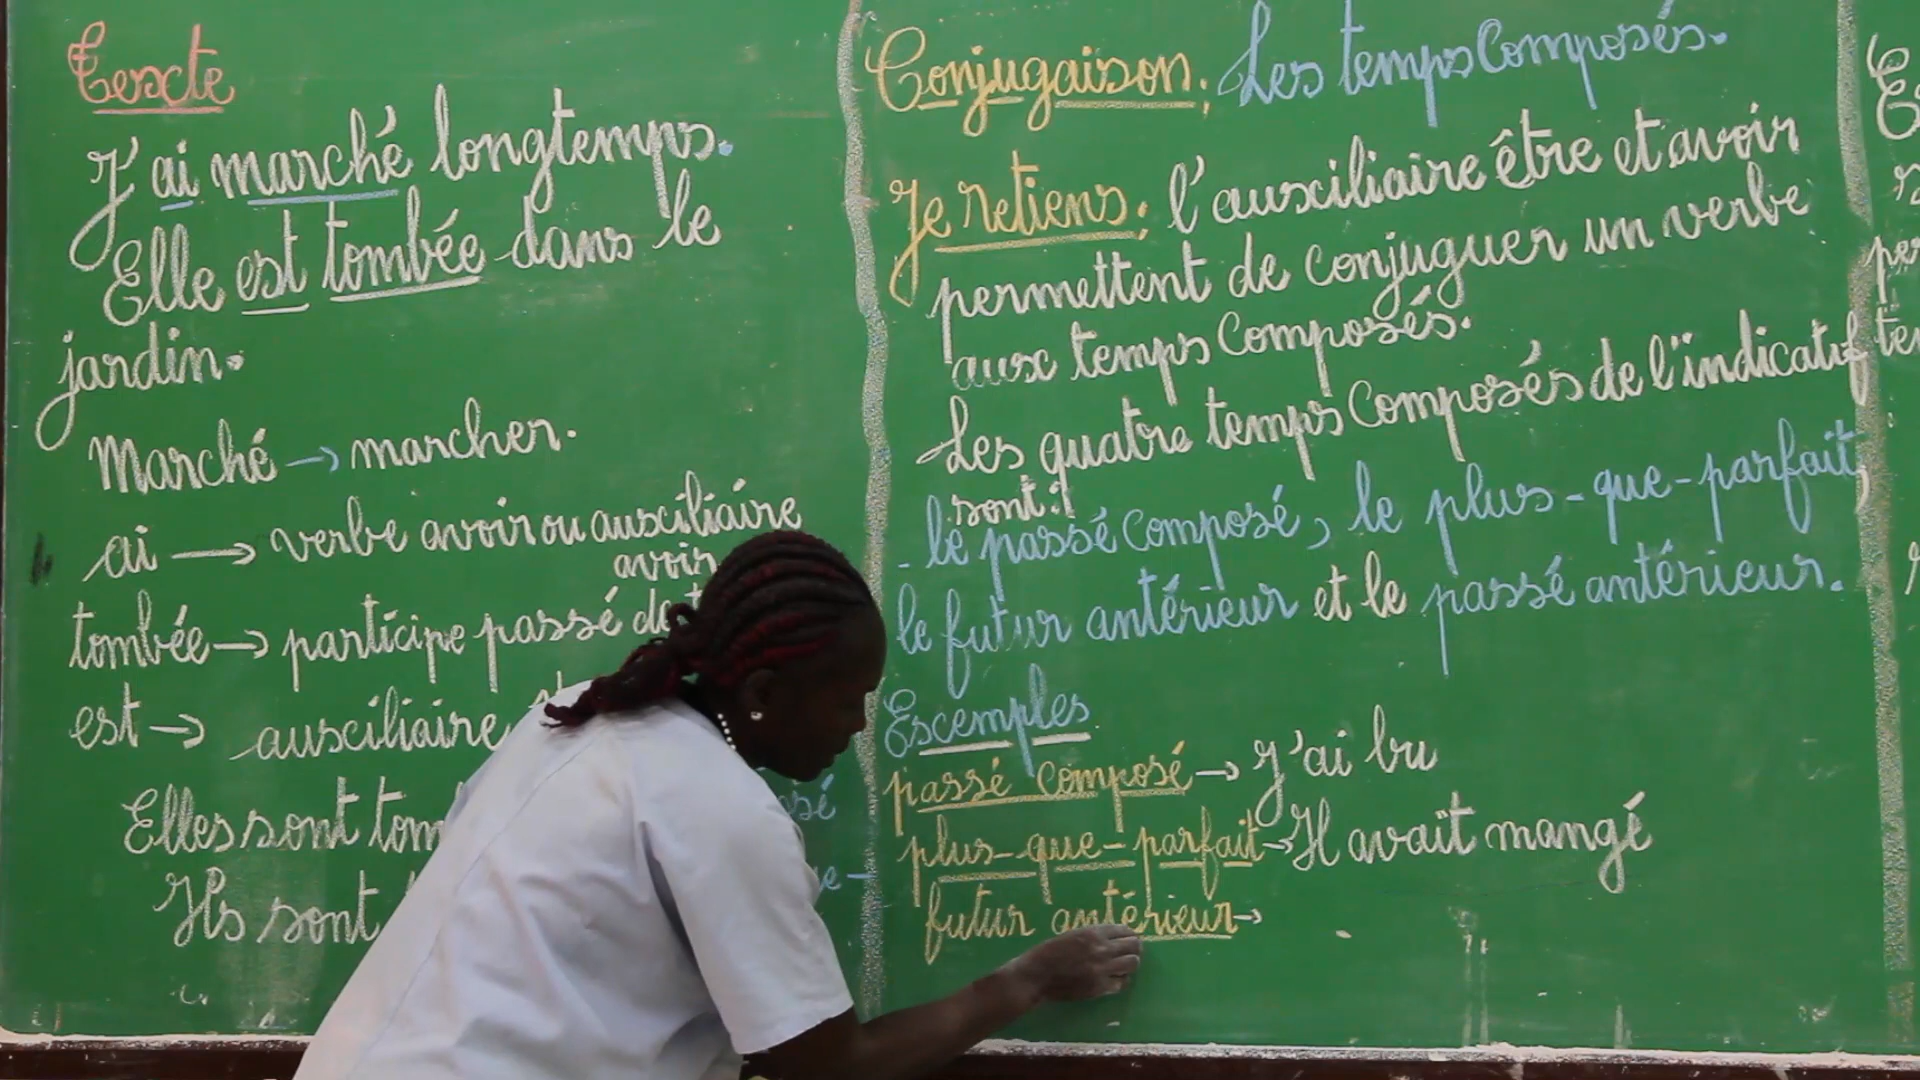 Texte
J'ai marché longtemps.
Elle est tombée dans le
jardin.
Marché → marcher.
ai → verbe avoir ou auxiliaire
avoir
tombée → participe passé de
est → auxiliaire
Elles sont tom
Ils sont
Conjugaison : Les temps composés.
Je retiens : l'auxiliaire être et avoir
permettent de conjuguer un verbe
aux temps composés.
Les quatre temps composés de l'indicatif
sont :
- le passé composé, le plus-que-parfait,
le futur antérieur et le passé antérieur.
Exemples
passé composé → J'ai bu
plus-que-parfait → Il avait mangé
futur antérieur →